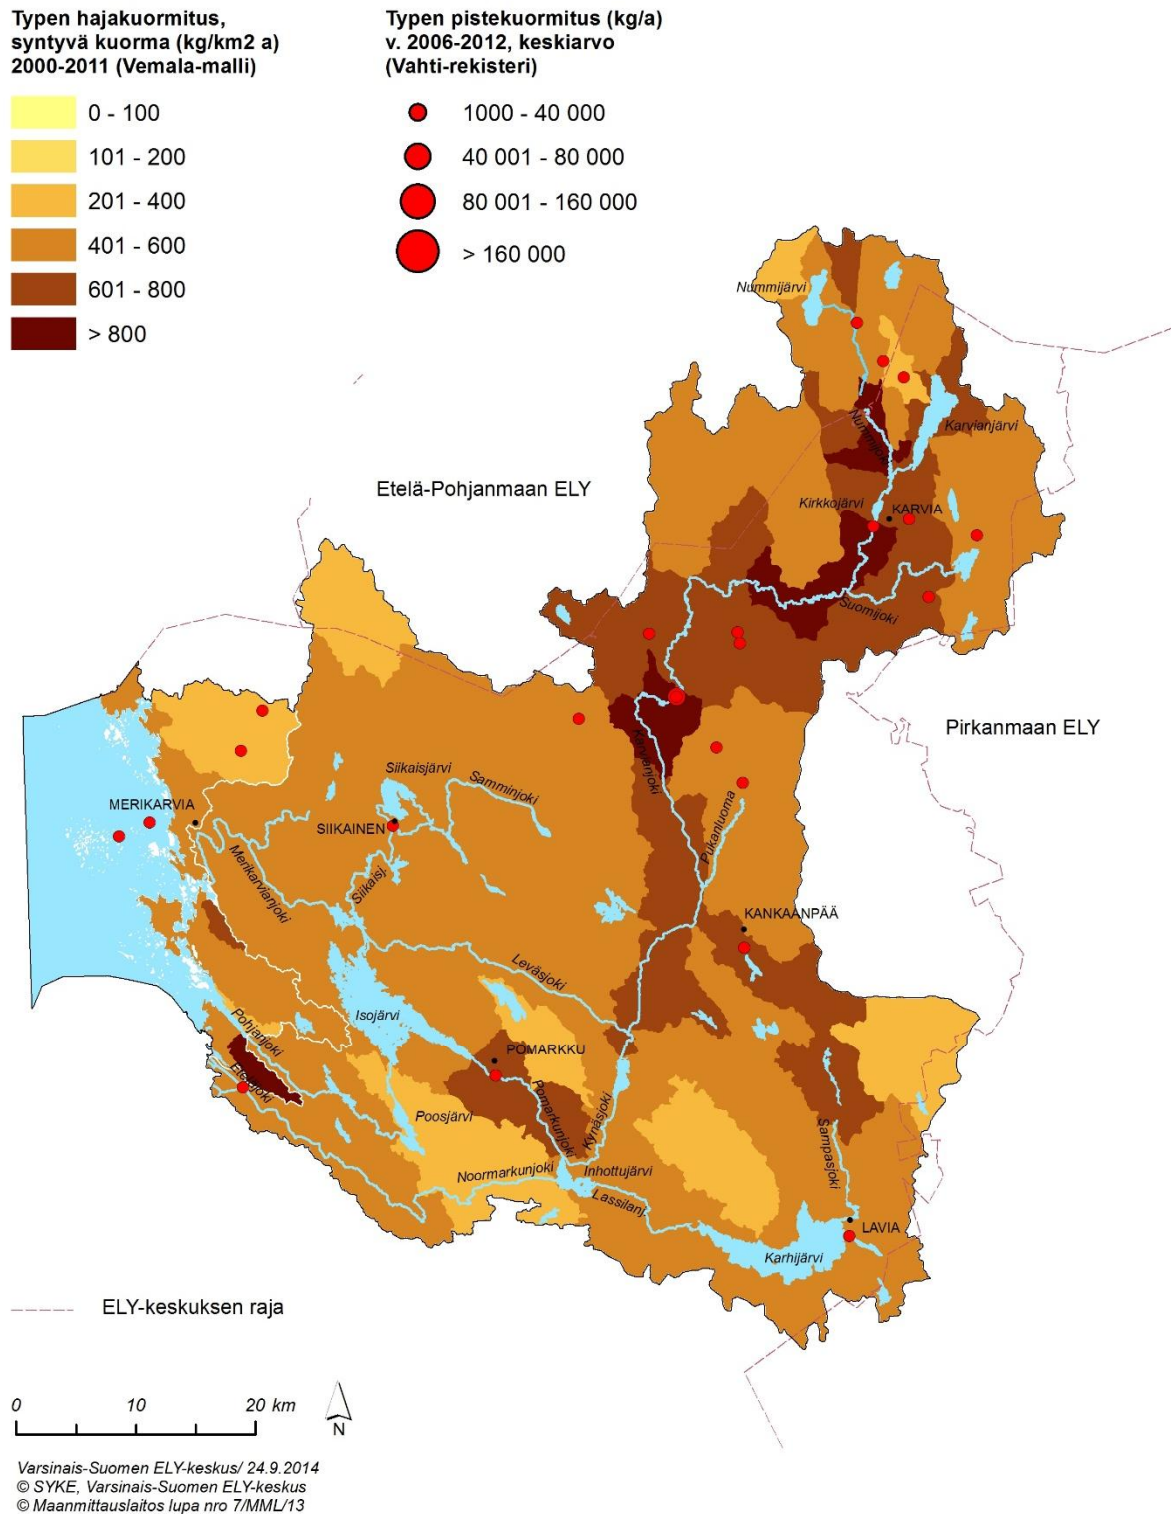 Typen hajakuormitus,
syntyvä kuorma (kg/km2 a)
2000-2011 (Vemala-malli)
0 - 100
101 - 200
201 - 400
401 - 600
601 - 800
> 800
Typen pistekuormitus (kg/a)
v. 2006-2012, keskiarvo
(Vahti-rekisteri)
1000 - 40 000
40 001 - 80 000
80 001 - 160 000
> 160 000
Nummijärvi
Nummijoki
Karvianjärvi
Etelä-Pohjanmaan ELY
Kirkkojärvi
KARVIA
Suomijoki
Pirkanmaan ELY
Karvianjoki
Siikaisjärvi
Samminjoki
MERIKARVIA
SIIKAINEN
Pukanluoma
Merikarvianjoki
Siikaisj.
KANKAANPÄÄ
Leväsjoki
Isojärvi
Pohjanjoki
POMARKKU
Eteljoki
Poosjärvi
Pomarkunjoki
Kynäsjoki
Sampasjoki
Noormarkunjoki
Inhottujärvi
Lassilanj.
LAVIA
Karhijärvi
ELY-keskuksen raja
0 10 20 km
N
Varsinais-Suomen ELY-keskus/ 24.9.2014
© SYKE, Varsinais-Suomen ELY-keskus
© Maanmittauslaitos lupa nro 7/MML/13